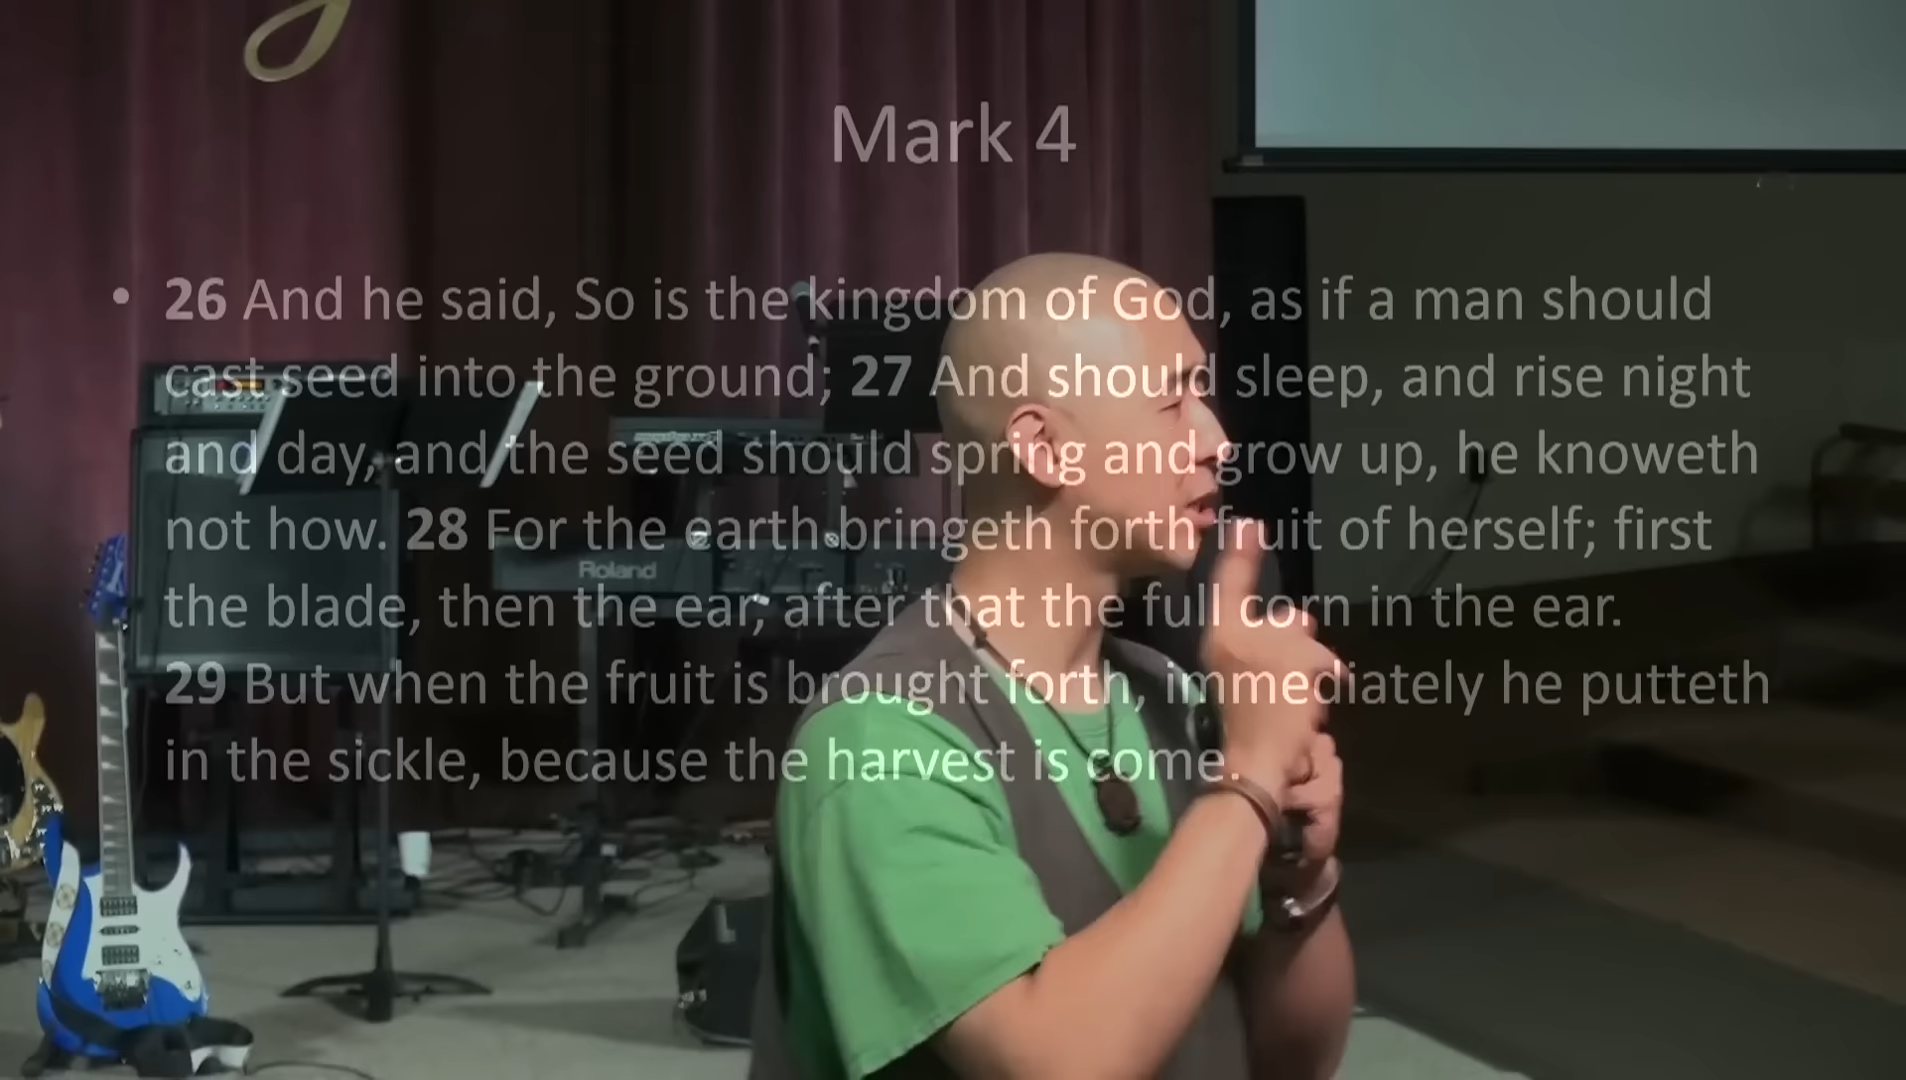 Mark 4
• 26 And he said, So is the kingdom of God, as if a man should
cast seed into the ground; 27 And should sleep, and rise night
and day, and the seed should spring and grow up, he knoweth
not how. 28 For the earth bringeth forth fruit of herself; first
the blade, then the ear, after that the full corn in the ear.
29 But when the fruit is brought forth, immediately he putteth
in the sickle, because the harvest is come.
Roland